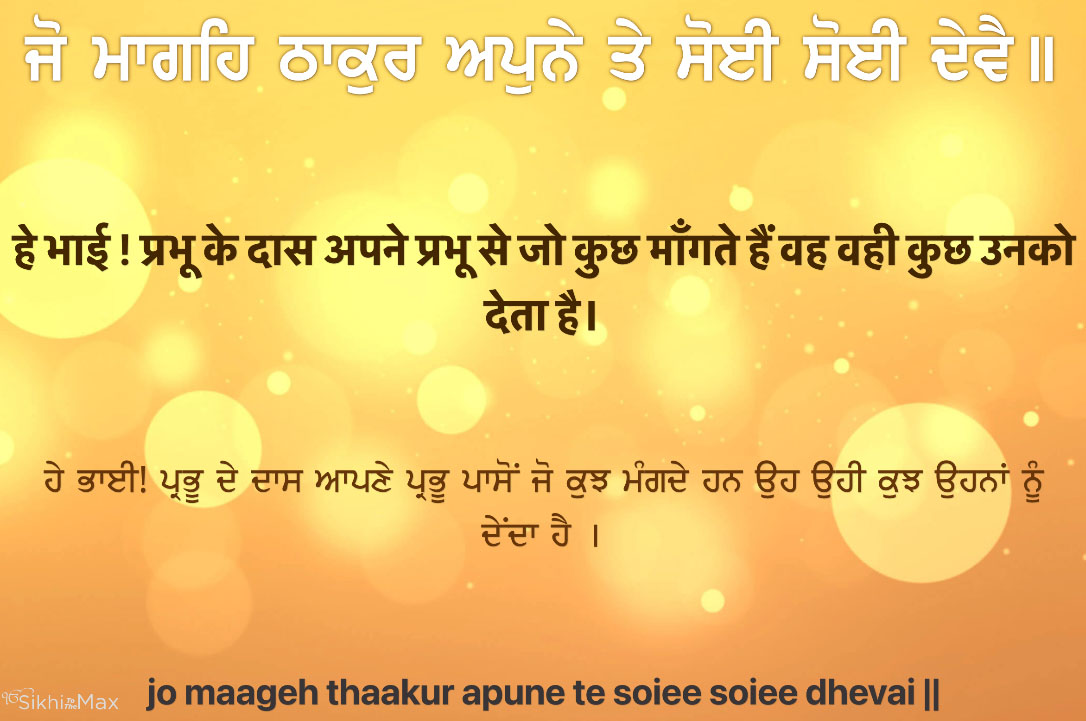 ਜੋ ਮਾਗਹਿ ਠਾਕੁਰ ਅਪੁਨੇ ਤੇ ਸੋਈ ਸੋਈ ਦੇਵੈ॥
हे भाई ! प्रभू के दास अपने प्रभू से जो कुछ माँगते हैं वह वही कुछ उनको
देता है।
ਹੇ ਭਾਈ! ਪ੍ਰਭੂ ਦੇ ਦਾਸ ਆਪਣੇ ਪ੍ਰਭੂ ਪਾਸੋਂ ਜੋ ਕੁਝ ਮੰਗਦੇ ਹਨ ਉਹ ਉਹੀ ਕੁਝ ਉਹਨਾਂ ਨੂੰ
ਦੇਂਦਾ ਹੈ ।
jo maageh thaakur apune te soiee soiee dhevai ||
SikhiToTheMax